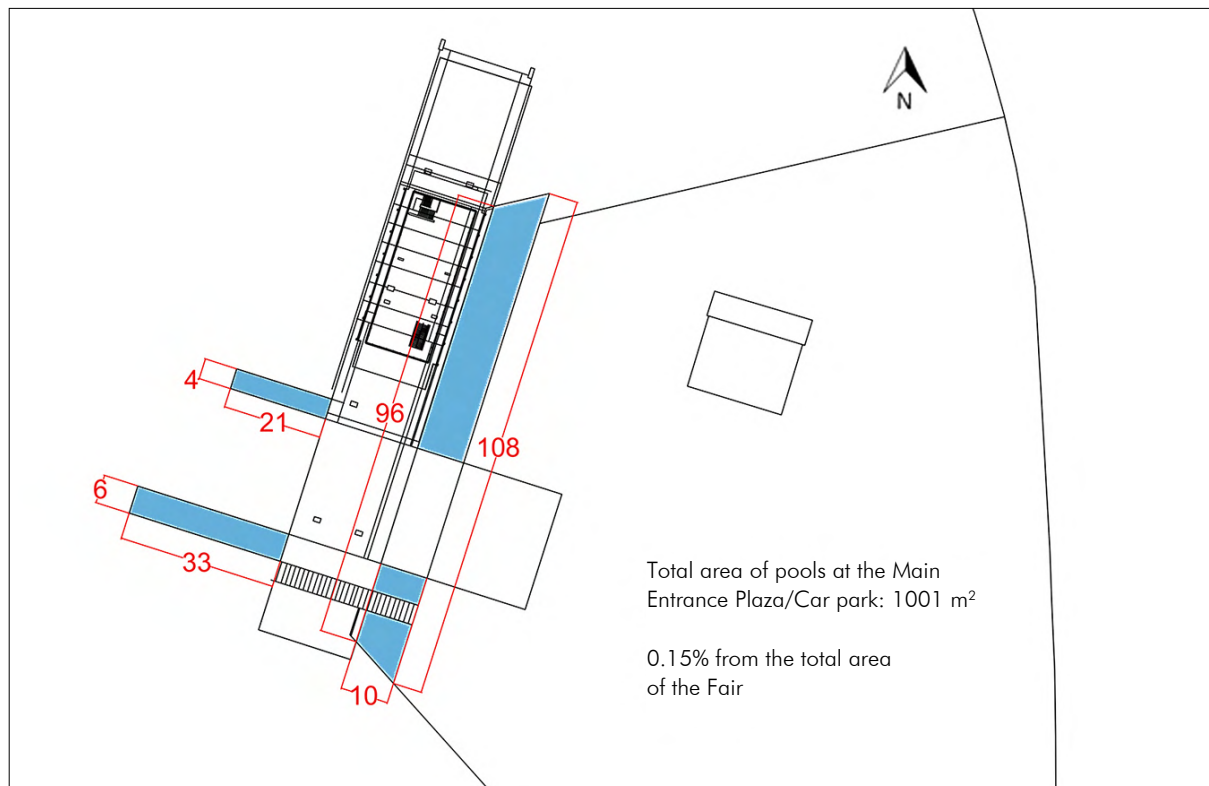 N
4
21
96
108
6
33
10
Total area of pools at the Main
Entrance Plaza/Car park: 1001 m²
0.15% from the total area
of the Fair